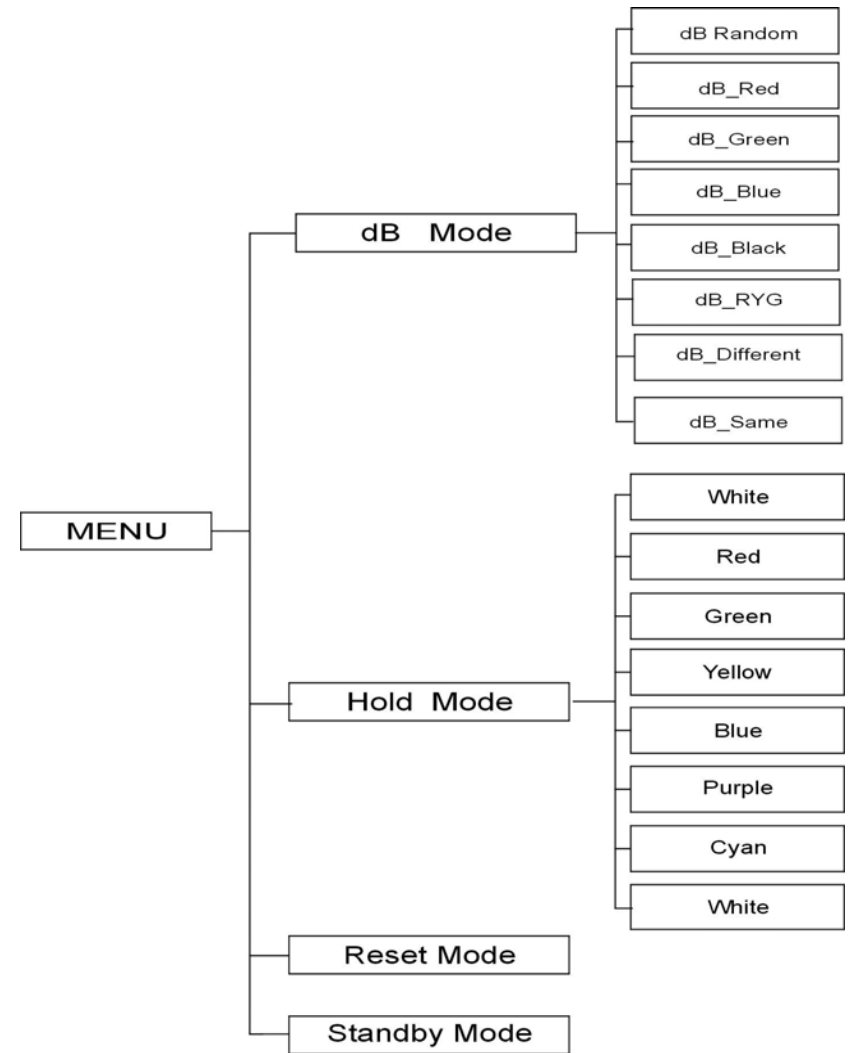 dB Random
dB_Red
dB_Green
dB_Blue
dB Mode
dB_Black
dB_RYG
dB_Different
dB_Same
White
MENU
Red
Green
Yellow
Hold Mode
Blue
Purple
Cyan
White
Reset Mode
Standby Mode